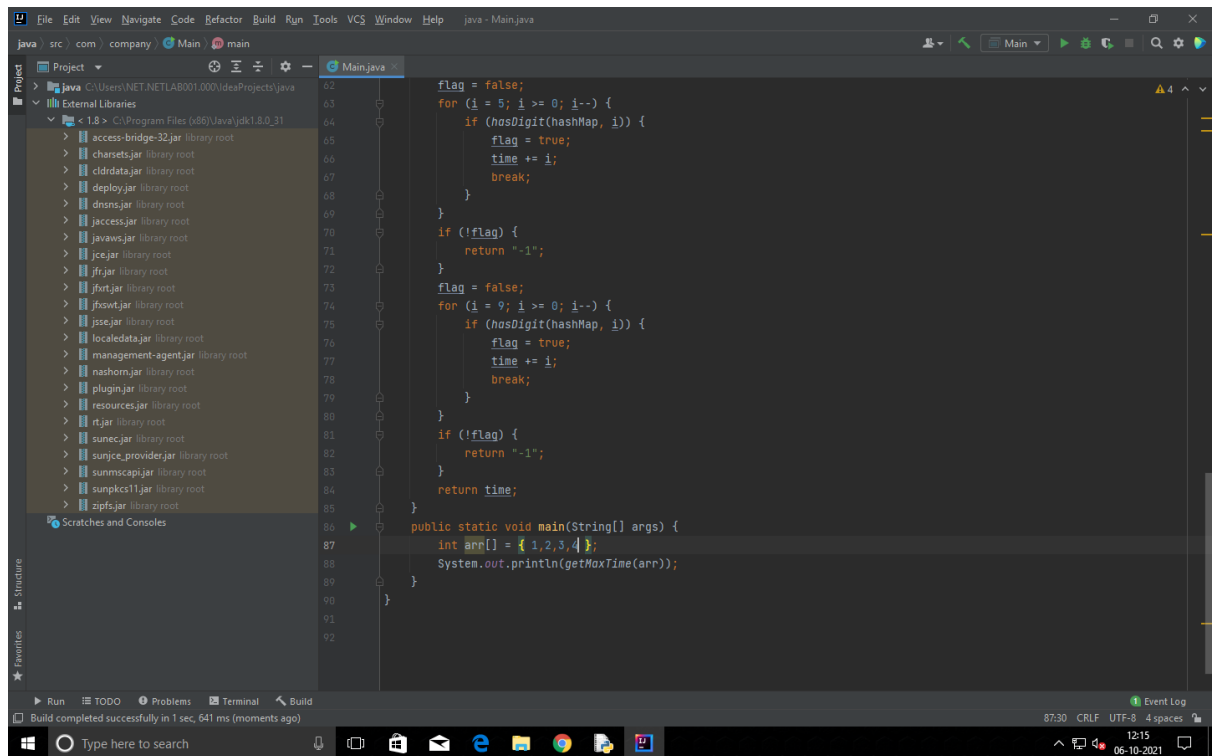 File Edit View Navigate Code Refactor Build Run Tools VCS Window Help java - Main.java
java src com company Main main Main
Project Main.java
Project
java C:\Users\NET.NETLAB001.000\IdeaProjects\java
External Libraries
< 1.8 > C:\Program Files (x86)\Java\jdk1.8.0_31
access-bridge-32.jar library root
charsets.jar library root
cldrdata.jar library root
deploy.jar library root
dnsns.jar library root
jaccess.jar library root
javaws.jar library root
jce.jar library root
jfr.jar library root
jfxrt.jar library root
jfxswt.jar library root
jsse.jar library root
localedata.jar library root
management-agent.jar library root
nashorn.jar library root
plugin.jar library root
resources.jar library root
rt.jar library root
sunec.jar library root
sunjce_provider.jar library root
sunmscapi.jar library root
sunpkcs11.jar library root
zipfs.jar library root
Scratches and Consoles
Structure
Favorites
4
62 flag = false;
63 for (i = 5; i >= 0; i--) {
64 if (hasDigit(hashMap, i)) {
65 flag = true;
66 time += i;
67 break;
68 }
69 }
70 if (!flag) {
71 return "-1";
72 }
73 flag = false;
74 for (i = 9; i >= 0; i--) {
75 if (hasDigit(hashMap, i)) {
76 flag = true;
77 time += i;
78 break;
79 }
80 }
81 if (!flag) {
82 return "-1";
83 }
84 return time;
85 }
86 public static void main(String[] args) {
87 int arr[] = { 1,2,3,4 };
88 System.out.println(getMaxTime(arr));
89 }
90 }
91
92
Run TODO Problems Terminal Build 1 Event Log
Build completed successfully in 1 sec, 641 ms (moments ago) 87:30 CRLF UTF-8 4 spaces
Type here to search 12:15
06-10-2021